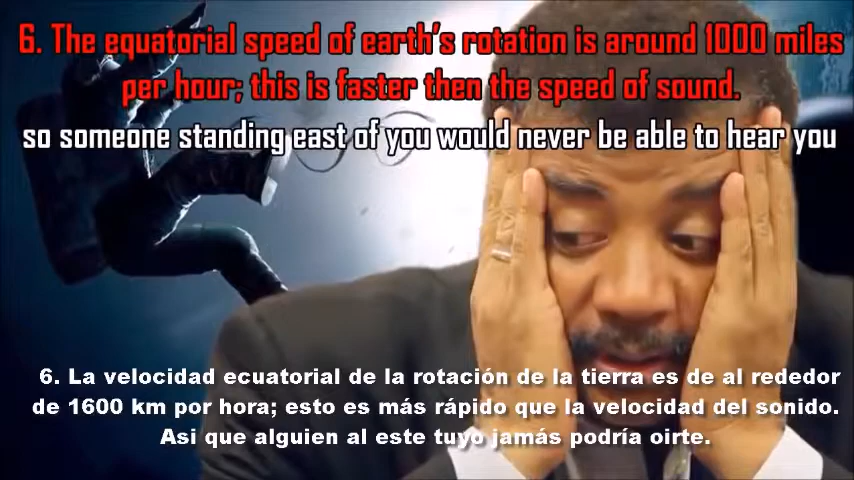 6. The equatorial speed of earth's rotation is around 1000 miles
per hour; this is faster then the speed of sound.
so someone standing east of you would never be able to hear you
6. La velocidad ecuatorial de la rotación de la tierra es de al rededor
de 1600 km por hora; esto es más rápido que la velocidad del sonido.
Asi que alguien al este tuyo jamás podría oirte.